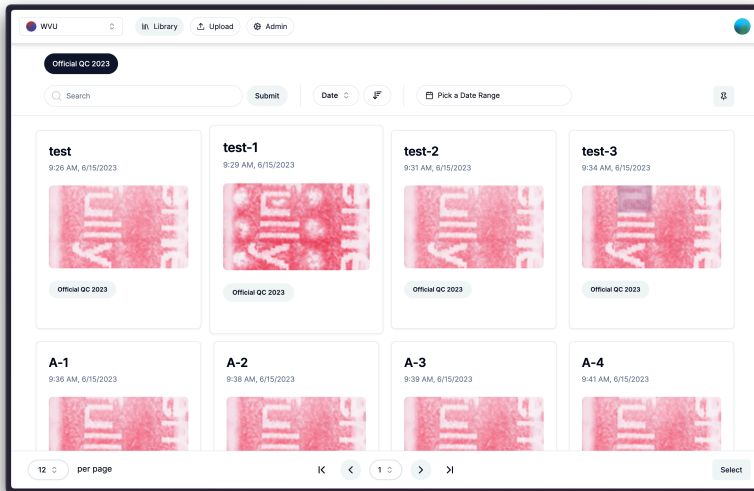 WVU Library Upload Admin
Official QC 2023
Search Submit Date Pick a Date Range
test
9:26 AM, 6/15/2023
Official QC 2023
test-1
9:29 AM, 6/15/2023
Official QC 2023
test-2
9:31 AM, 6/15/2023
Official QC 2023
test-3
9:34 AM, 6/15/2023
Official QC 2023
A-1
9:36 AM, 6/15/2023
A-2
9:38 AM, 6/15/2023
A-3
9:39 AM, 6/15/2023
A-4
9:41 AM, 6/15/2023
12 per page 1 Select